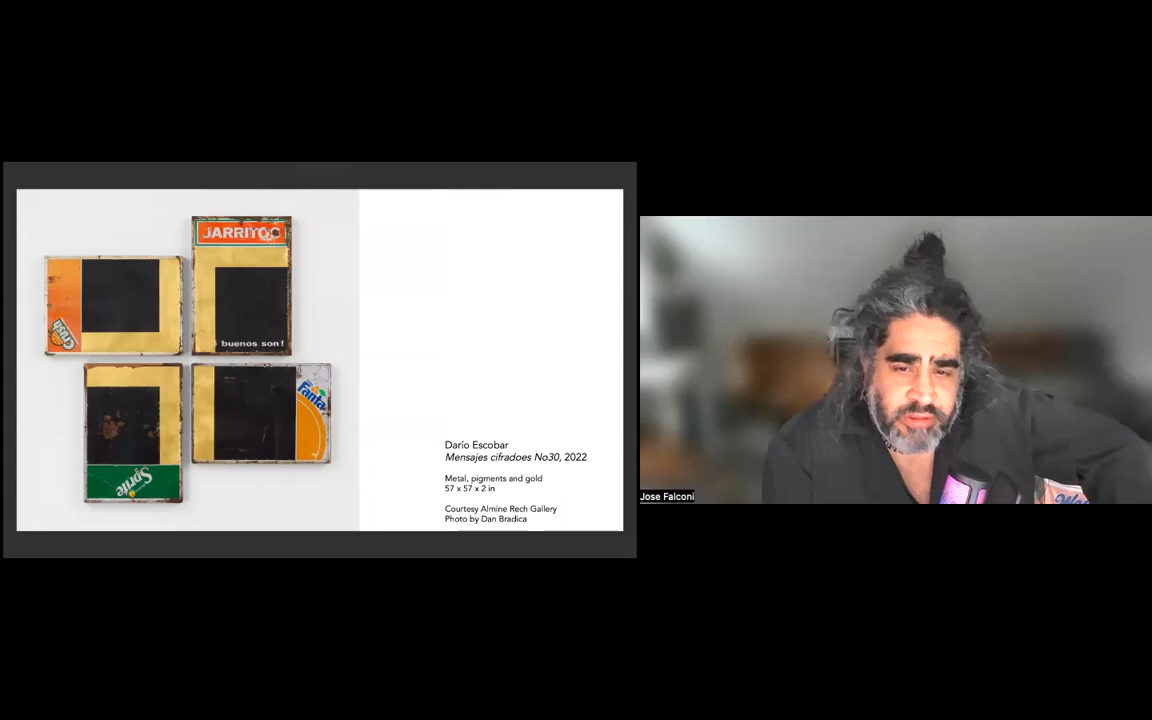 JARRITOS
Crush
¡ buenos son!
Fanta
Sprite
Darío Escobar
Mensajes cifradoes No30, 2022
Metal, pigments and gold
57 x 57 x 2 in
Courtesy Almine Rech Gallery
Photo by Dan Bradica
Jose Falconi